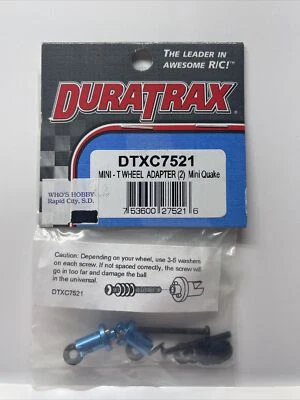 THE LEADER IN
AWESOME R/C!™
DURATRAX®
DTXC7521
MINI - T WHEEL ADAPTER (2) Mini Quake
WHO'S HOBBY
Rapid City, S.D.
7 53600 27521 6
Caution: Depending on your wheel, use 3-6 washers
on each screw. If not spaced correctly, the screw will
go in too far and damage the ball
in the universal.
DTXC7521